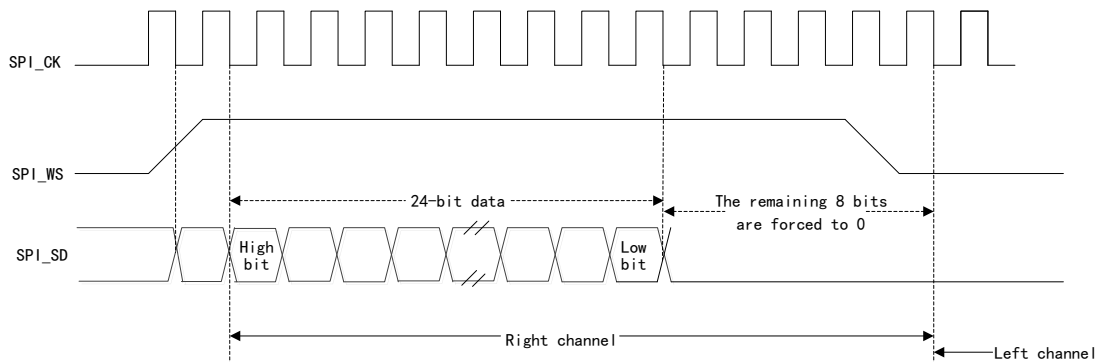 SPI_CK
SPI_WS
24-bit data
The remaining 8 bits
are forced to 0
SPI_SD
High
bit
Low
bit
Right channel
Left channel